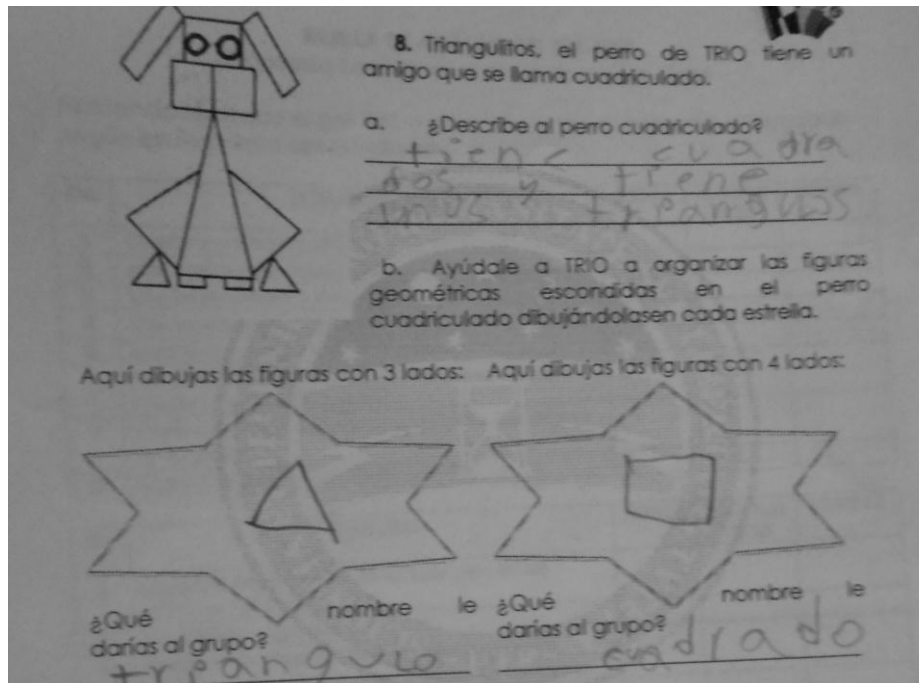 8. Triangulitos, el perro de TRIO tiene un
amigo que se llama cuadriculado.
a. ¿Describe al perro cuadriculado?
tiene cuadra
dos y tiene
unos treangulos
b. Ayúdale a TRIO a organizar las figuras
geométricas escondidas en el perro
cuadriculado dibujándolasen cada estrella.
Aquí dibujas las figuras con 3 lados:
Aquí dibujas las figuras con 4 lados:
¿Qué nombre le
darías al grupo?
treangulo
¿Qué nombre le
darías al grupo?
cuadrado